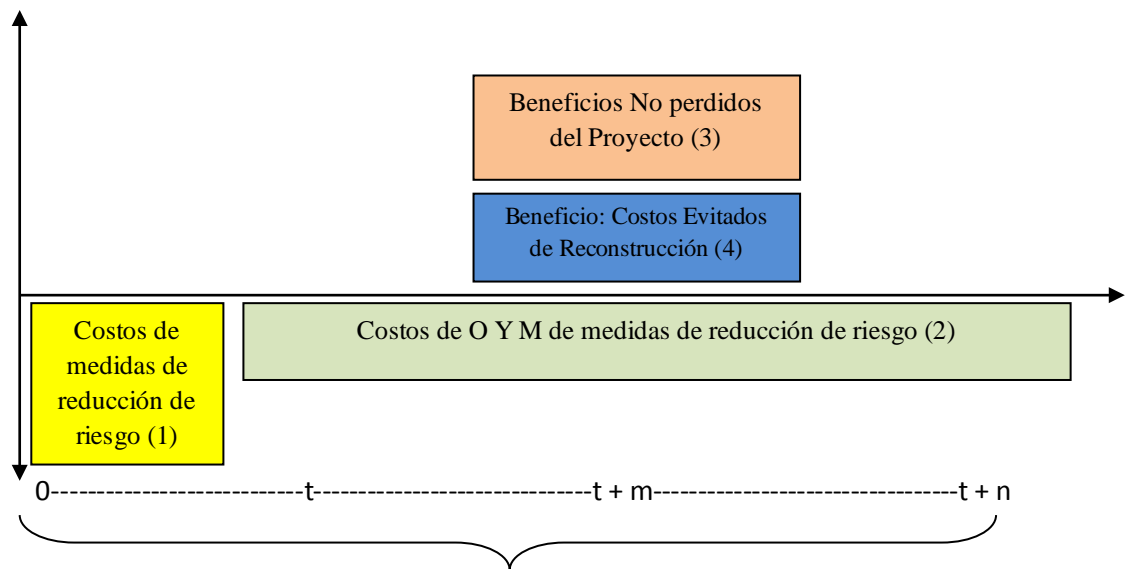 Beneficios No perdidos
del Proyecto (3)
Beneficio: Costos Evitados
de Reconstrucción (4)
Costos de
medidas de
reducción de
riesgo (1)
Costos de O Y M de medidas de reducción de riesgo (2)
0---------------------------t------------------------------t + m---------------------------------t + n